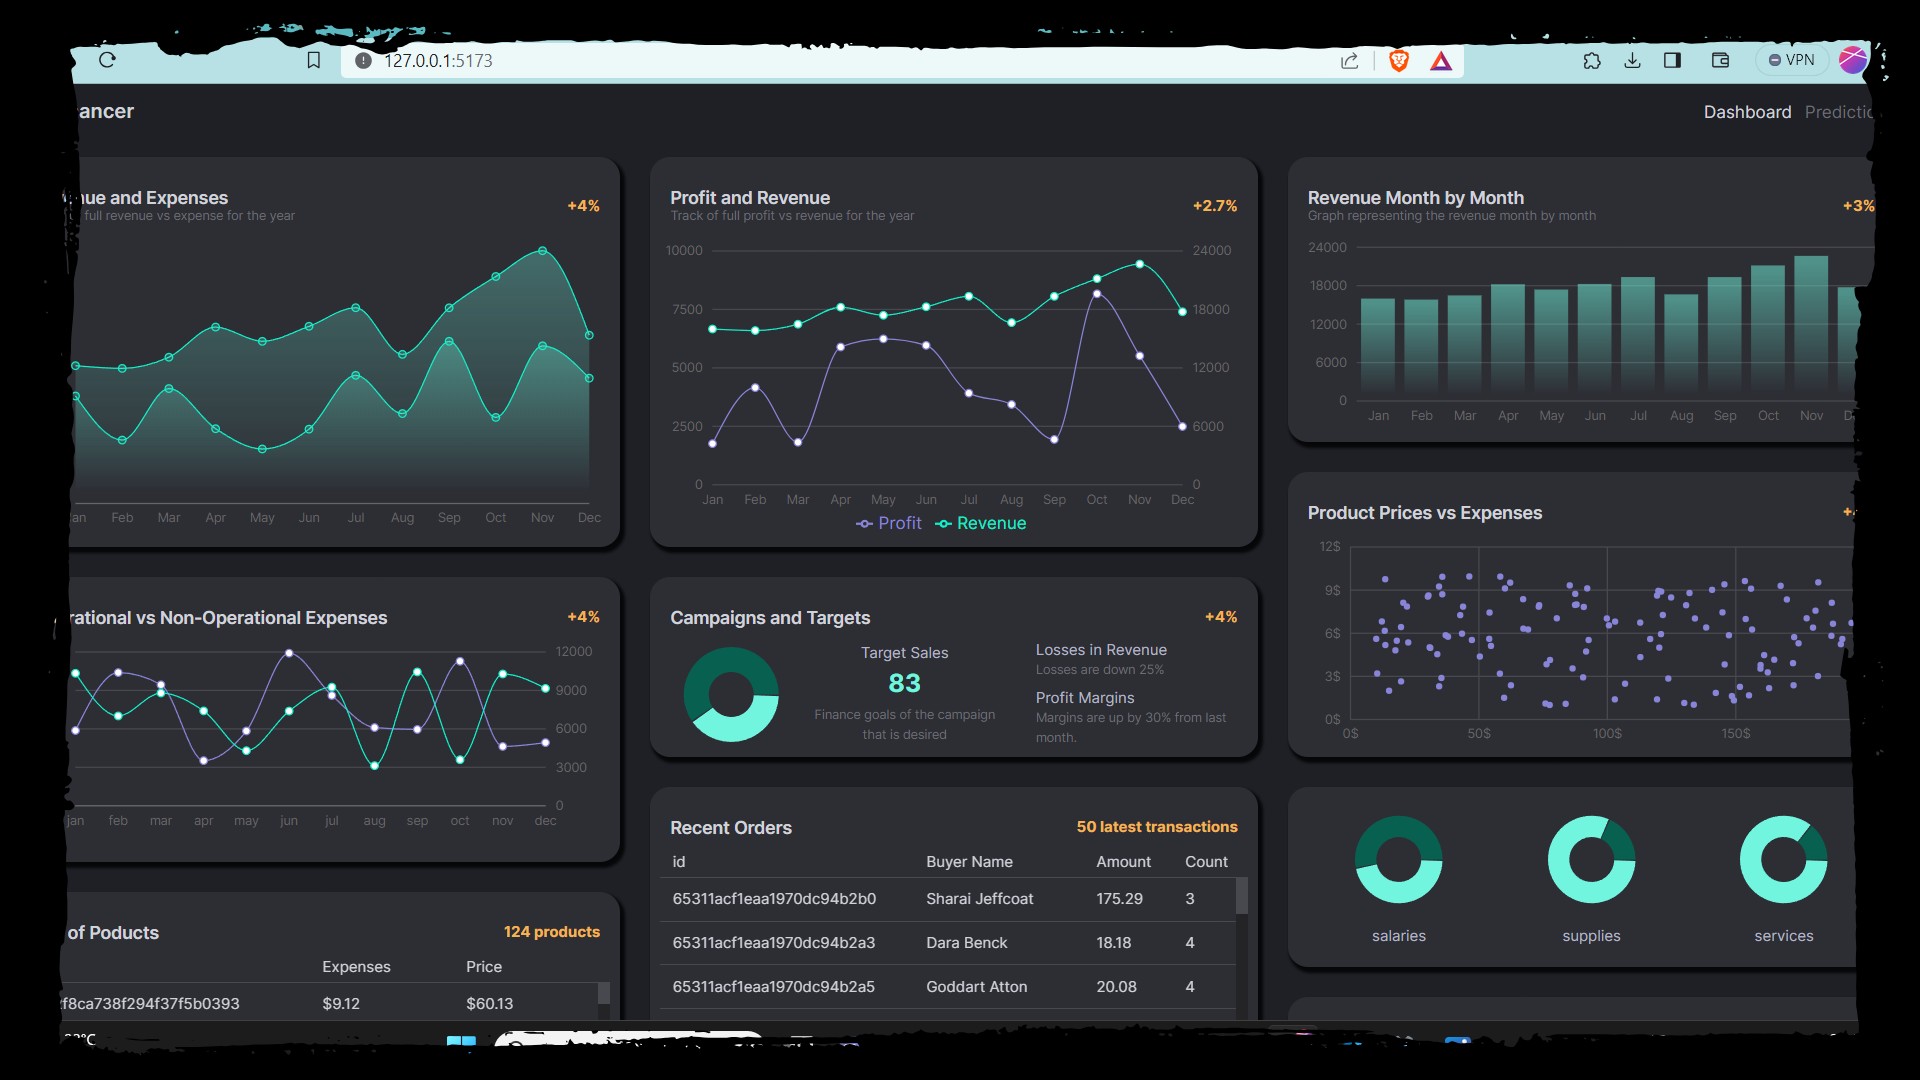 127.0.0.1:5173
VPN
ancer
Dashboard
and Expenses
+4%
full revenue vs expense for the year
Feb Mar Apr May Jun Jul Aug Sep Oct Nov Dec
Profit and Revenue
+2.7%
Track of full profit vs revenue for the year
10000 24000
7500 18000
5000 12000
2500 6000
0 0
Jan Feb Mar Apr May Jun Jul Aug Sep Oct Nov Dec
Profit Revenue
Revenue Month by Month
+3%
Graph representing the revenue month by month
24000
18000
12000
6000
0
Jan Feb Mar Apr May Jun Jul Aug Sep Oct Nov
vs Non-Operational Expenses
+4%
12000
9000
6000
3000
0
jan feb mar apr may jun jul aug sep oct nov dec
Campaigns and Targets
+4%
Target Sales
83
Finance goals of the campaign
that is desired
Losses in Revenue
Losses are down 25%
Profit Margins
Margins are up by 30% from last
month.
Product Prices vs Expenses
12$
9$
6$
3$
0$
0$ 50$ 100$ 150$
of Poducts
124 products
Expenses Price
f8ca738f294f37f5b0393 $9.12 $60.13
Recent Orders
50 latest transactions
id Buyer Name Amount Count
65311acf1eaa1970dc94b2b0 Sharai Jeffcoat 175.29 3
65311acf1eaa1970dc94b2a3 Dara Benck 18.18 4
65311acf1eaa1970dc94b2a5 Goddart Atton 20.08 4
salaries supplies services